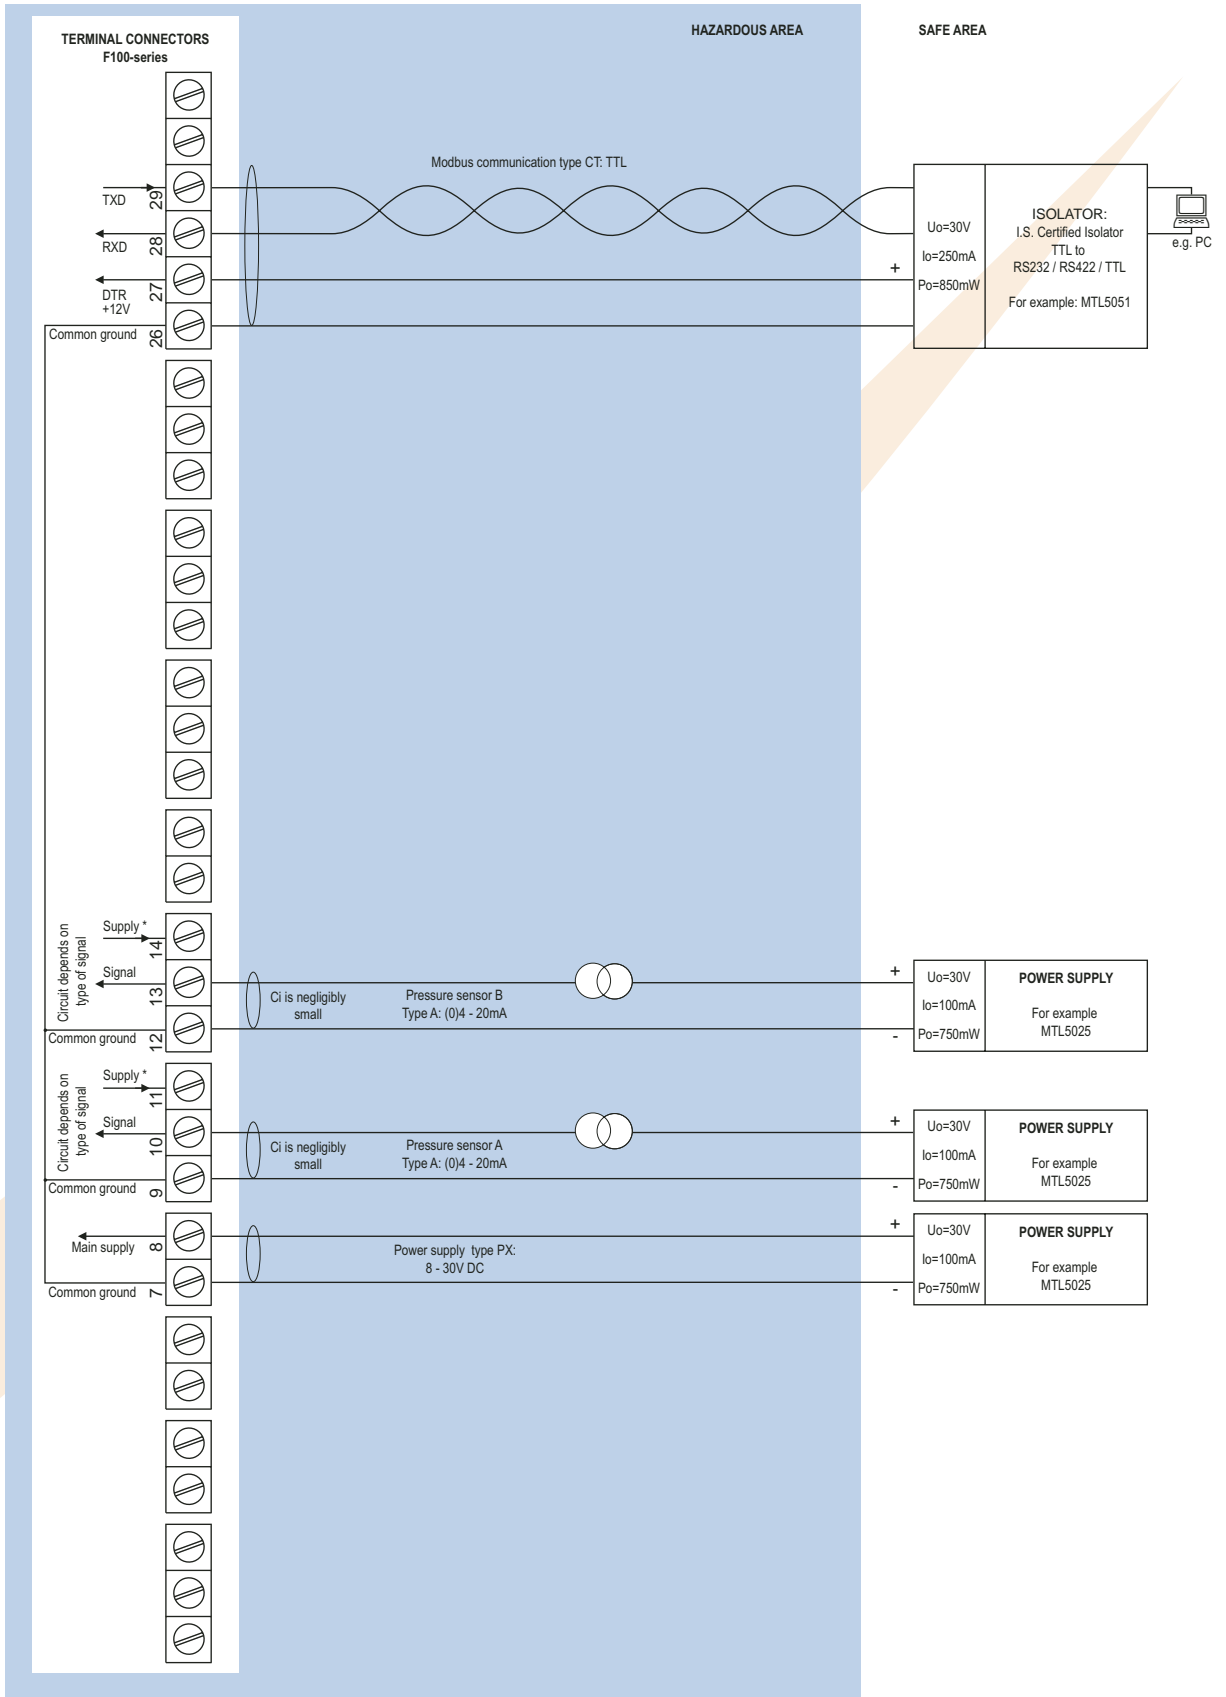 HAZARDOUS AREA
SAFE AREA
TERMINAL CONNECTORS
F100-series
Modbus communication type CT: TTL
TXD
29
RXD
28
DTR
+12V
27
+
Common ground
26
Uo=30V
Io=250mA
Po=850mW
ISOLATOR:
I.S. Certified Isolator
TTL to
RS232 / RS422 / TTL
For example: MTL5051
e.g. PC
Circuit depends on
type of signal
Supply *
14
Signal
13
Common ground
12
Ci is negligibly
small
Pressure sensor B
Type A: (0)4 - 20mA
+
-
Uo=30V
Io=100mA
Po=750mW
POWER SUPPLY
For example
MTL5025
Circuit depends on
type of signal
Supply *
11
Signal
10
Common ground
9
Ci is negligibly
small
Pressure sensor A
Type A: (0)4 - 20mA
+
-
Uo=30V
Io=100mA
Po=750mW
POWER SUPPLY
For example
MTL5025
Main supply
8
Common ground
7
Power supply type PX:
8 - 30V DC
+
-
Uo=30V
Io=100mA
Po=750mW
POWER SUPPLY
For example
MTL5025